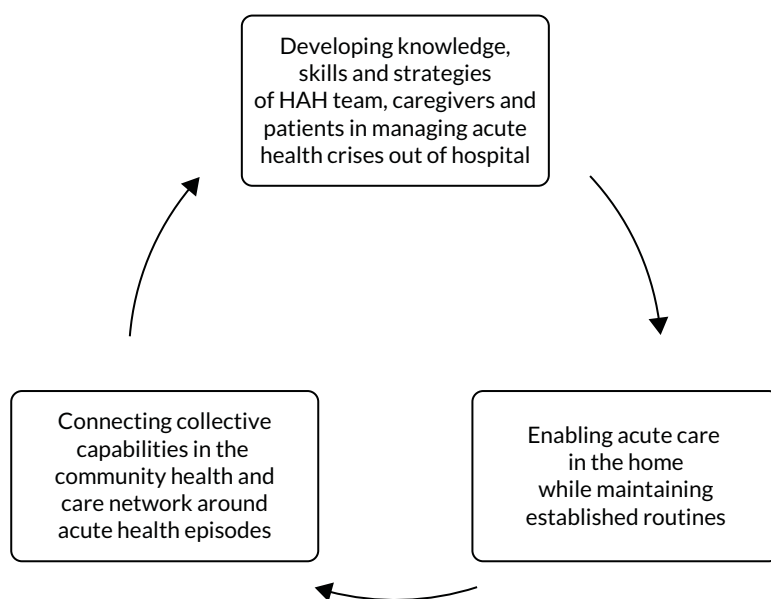 Developing knowledge,
skills and strategies
of HAH team, caregivers and
patients in managing acute
health crises out of hospital
Connecting collective
capabilities in the
community health and
care network around
acute health episodes
Enabling acute care
in the home
while maintaining
established routines